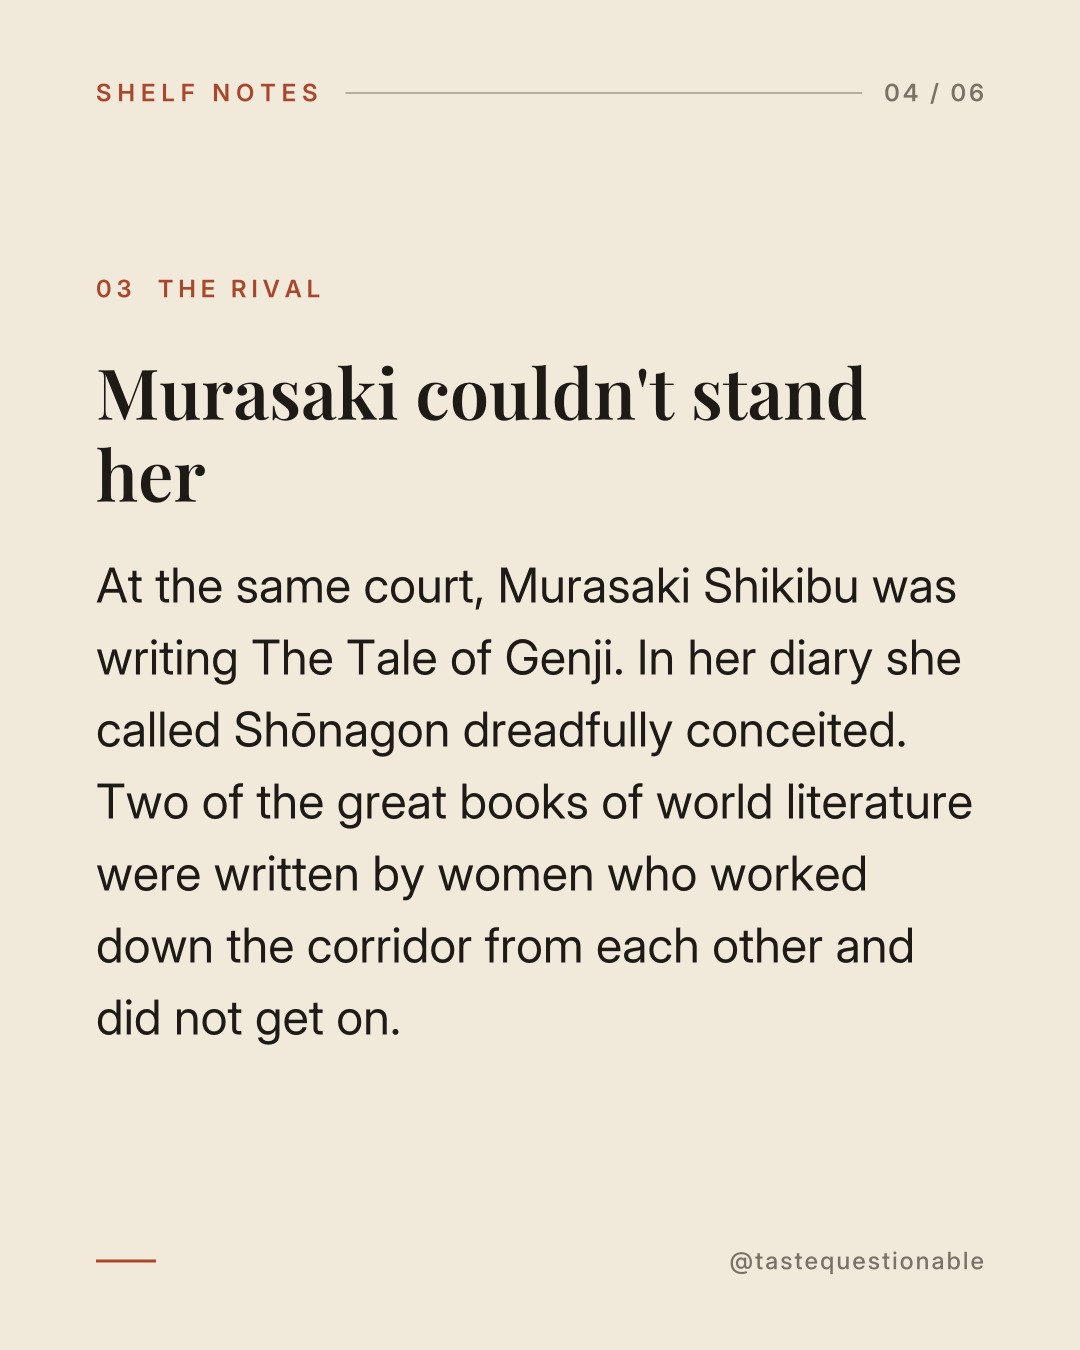 SHELF NOTES 04 / 06
03 THE RIVAL
Murasaki couldn't stand
her
At the same court, Murasaki Shikibu was
writing The Tale of Genji. In her diary she
called Shōnagon dreadfully conceited.
Two of the great books of world literature
were written by women who worked
down the corridor from each other and
did not get on.
@tastequestionable